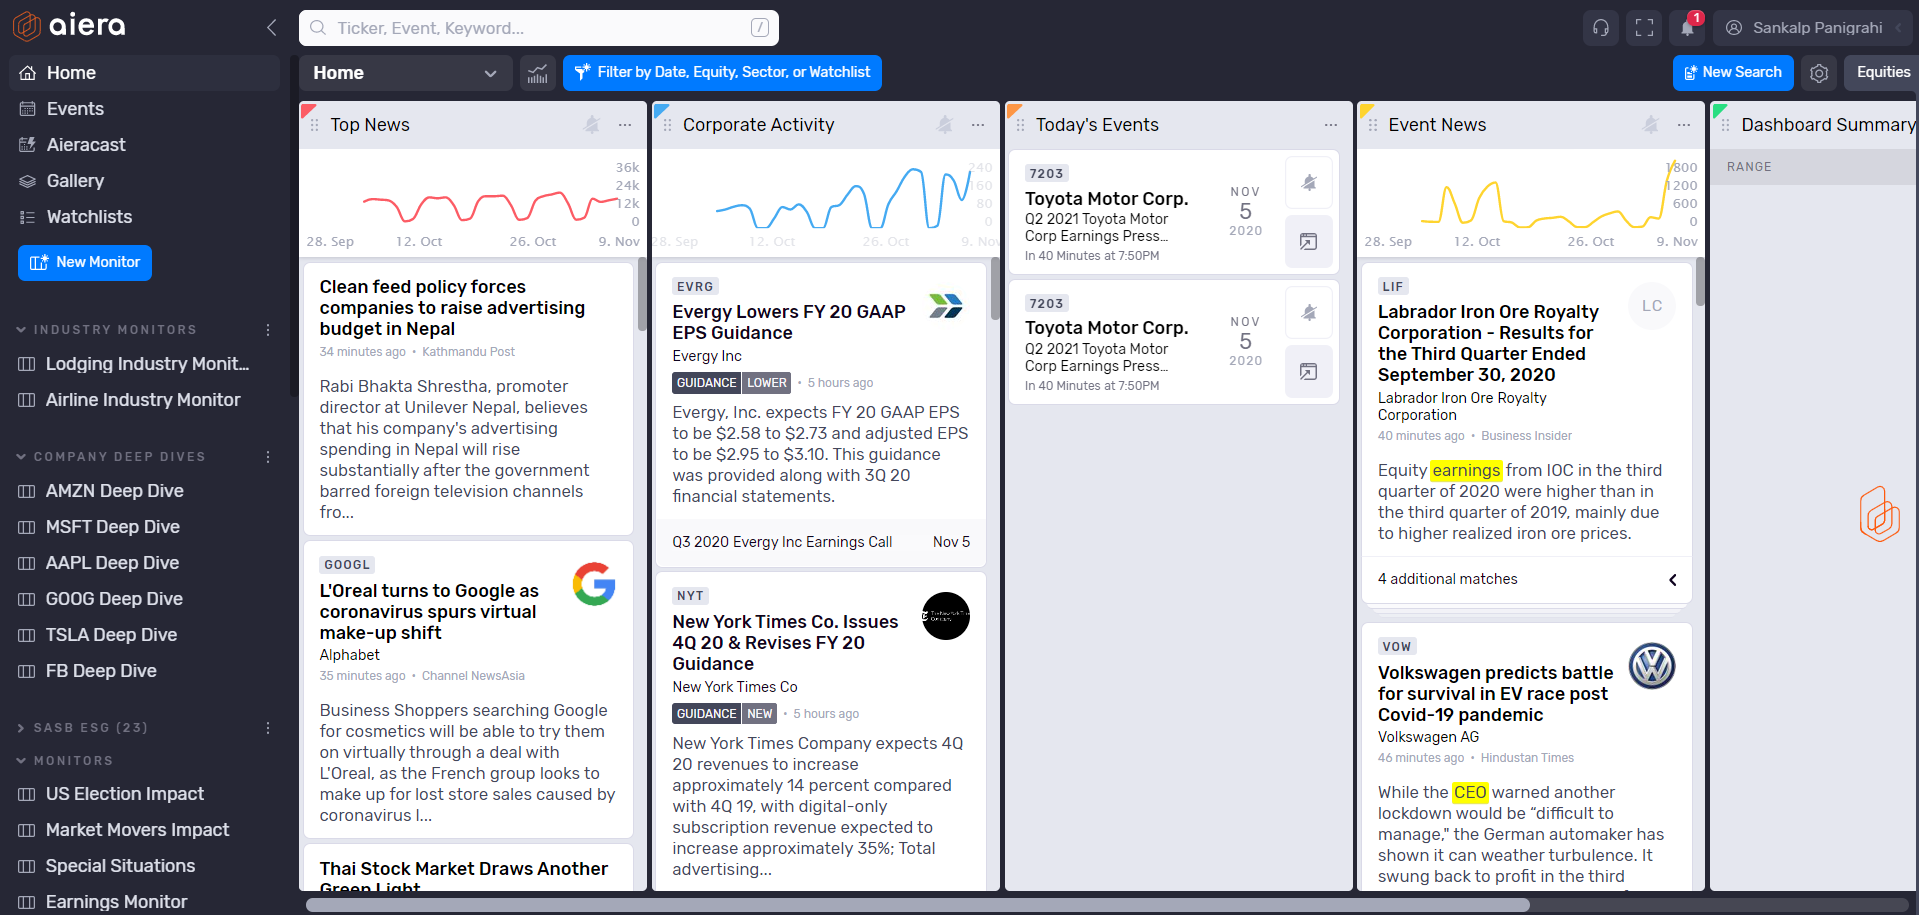 aiera
Ticker, Event, Keyword...
/
1
Sankalp Panigrahi
Home
Events
Aieracast
Gallery
Watchlists
New Monitor
INDUSTRY MONITORS
Lodging Industry Monit...
Airline Industry Monitor
COMPANY DEEP DIVES
AMZN Deep Dive
MSFT Deep Dive
AAPL Deep Dive
GOOG Deep Dive
TSLA Deep Dive
FB Deep Dive
SASB ESG (23)
MONITORS
US Election Impact
Market Movers Impact
Special Situations
Earnings Monitor
Home
Filter by Date, Equity, Sector, or Watchlist
New Search
Equities
Top News
36k
24k
12k
0
28. Sep 12. Oct 26. Oct 9. Nov
Clean feed policy forces
companies to raise advertising
budget in Nepal
34 minutes ago • Kathmandu Post
Rabi Bhakta Shrestha, promoter
director at Unilever Nepal, believes
that his company's advertising
spending in Nepal will rise
substantially after the government
barred foreign television channels
fro...
GOOGL
L'Oreal turns to Google as
coronavirus spurs virtual
make-up shift
Alphabet
35 minutes ago • Channel NewsAsia
Business Shoppers searching Google
for cosmetics will be able to try them
on virtually through a deal with
L'Oreal, as the French group looks to
make up for lost store sales caused by
coronavirus l...
Thai Stock Market Draws Another
Green Light
Corporate Activity
240
160
80
0
28. Sep 12. Oct 26. Oct 9. Nov
EVRG
Evergy Lowers FY 20 GAAP
EPS Guidance
Evergy Inc
GUIDANCE LOWER • 5 hours ago
Evergy, Inc. expects FY 20 GAAP EPS
to be $2.58 to $2.73 and adjusted EPS
to be $2.95 to $3.10. This guidance
was provided along with 3Q 20
financial statements.
Q3 2020 Evergy Inc Earnings Call Nov 5
NYT
New York Times Co. Issues
4Q 20 & Revises FY 20
Guidance
New York Times Co
GUIDANCE NEW • 5 hours ago
New York Times Company expects 4Q
20 revenues to increase
approximately 14 percent compared
with 4Q 19, with digital-only
subscription revenue expected to
increase approximately 35%; Total
advertising...
Today's Events
7203
Toyota Motor Corp.
Q2 2021 Toyota Motor
Corp Earnings Press...
In 40 Minutes at 7:50PM
NOV
5
2020
7203
Toyota Motor Corp.
Q2 2021 Toyota Motor
Corp Earnings Press...
In 40 Minutes at 7:50PM
NOV
5
2020
Event News
1800
1200
600
0
28. Sep 12. Oct 26. Oct 9. Nov
LIF
LC
Labrador Iron Ore Royalty
Corporation - Results for
the Third Quarter Ended
September 30, 2020
Labrador Iron Ore Royalty
Corporation
40 minutes ago • Business Insider
Equity earnings from IOC in the third
quarter of 2020 were higher than in
the third quarter of 2019, mainly due
to higher realized iron ore prices.
4 additional matches
VOW
Volkswagen predicts battle
for survival in EV race post
Covid-19 pandemic
Volkswagen AG
46 minutes ago • Hindustan Times
While the CEO warned another
lockdown would be “difficult to
manage," the German automaker has
shown it can weather turbulence. It
swung back to profit in the third
Dashboard Summary
RANGE